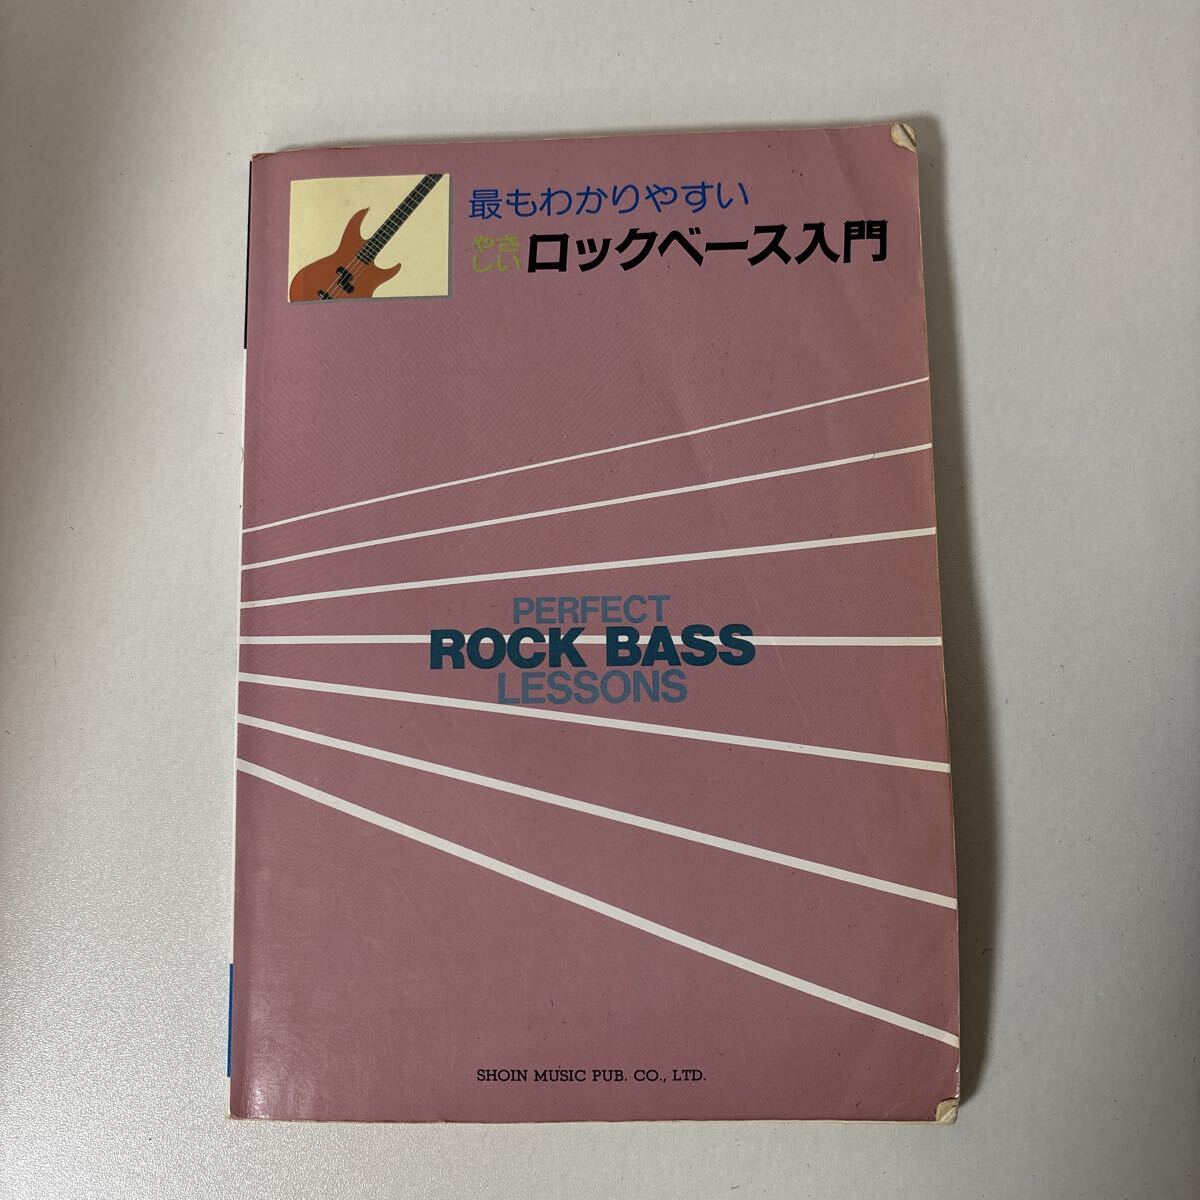 最もわかりやすい
やさしい ロックベース入門
PERFECT
ROCK BASS
LESSONS
SHOIN MUSIC PUB. CO., LTD.